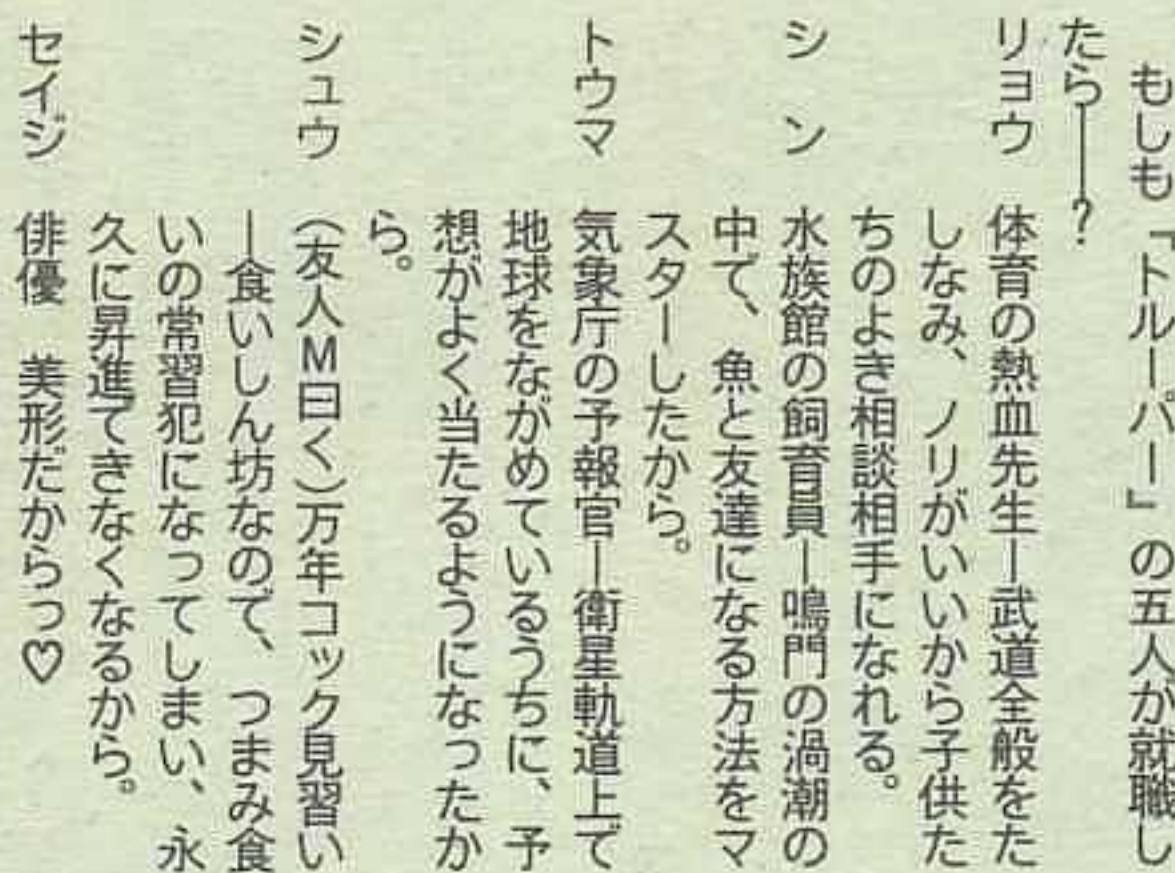 もしも『トルーパー』の五人が就職し
たら――?
リョウ　体育の熱血先生―武道全般をた
しなみ、ノリがいいから子供た
ちのよき相談相手になれる。
シン　水族館の飼育員―鳴門の渦潮の
中で、魚と友達になる方法をマ
スターしたから。
トウマ　気象庁の予報官―衛星軌道上で
地球をながめているうちに、予
想がよく当たるようになったか
ら。
シュウ　(友人M曰く)万年コック見習い
―食いしん坊なので、つまみ食
いの常習犯になってしまい、永
久に昇進できなくなるから。
セイジ　俳優　美形だからっ♡